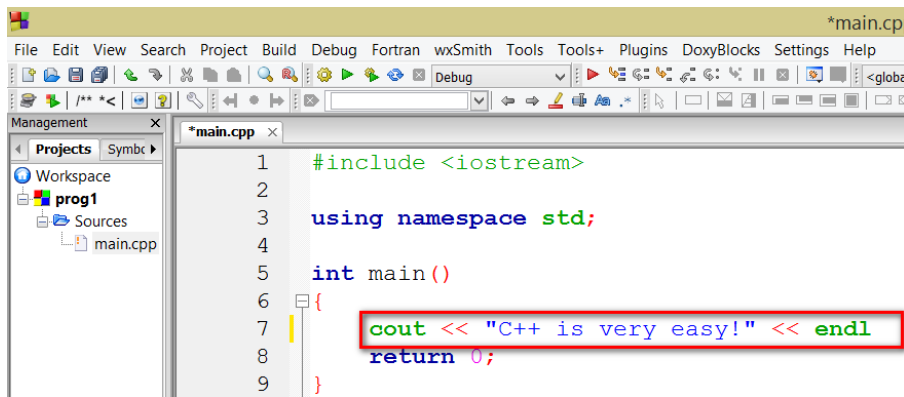 *main.cp
File Edit View Search Project Build Debug Fortran wxSmith Tools Tools+ Plugins DoxyBlocks Settings Help
Debug <globa
/** *<
Management x
*main.cpp ×
Projects Symbc
Workspace
prog1
Sources
main.cpp
1 #include <iostream>
2
3 using namespace std;
4
5 int main()
6 {
7 cout << "C++ is very easy!" << endl
8 return 0;
9 }